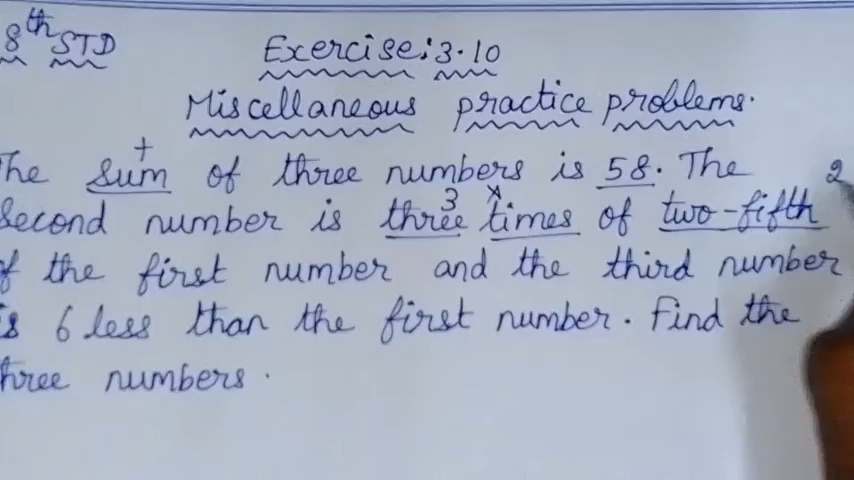 8th STD
Exercise: 3.10
Miscellaneous practice problems.
+
The sum of three numbers is 58. The
3 × 2
Second number is three times of two-fifth
of the first number and the third number
is 6 less than the first number. Find the
three numbers.